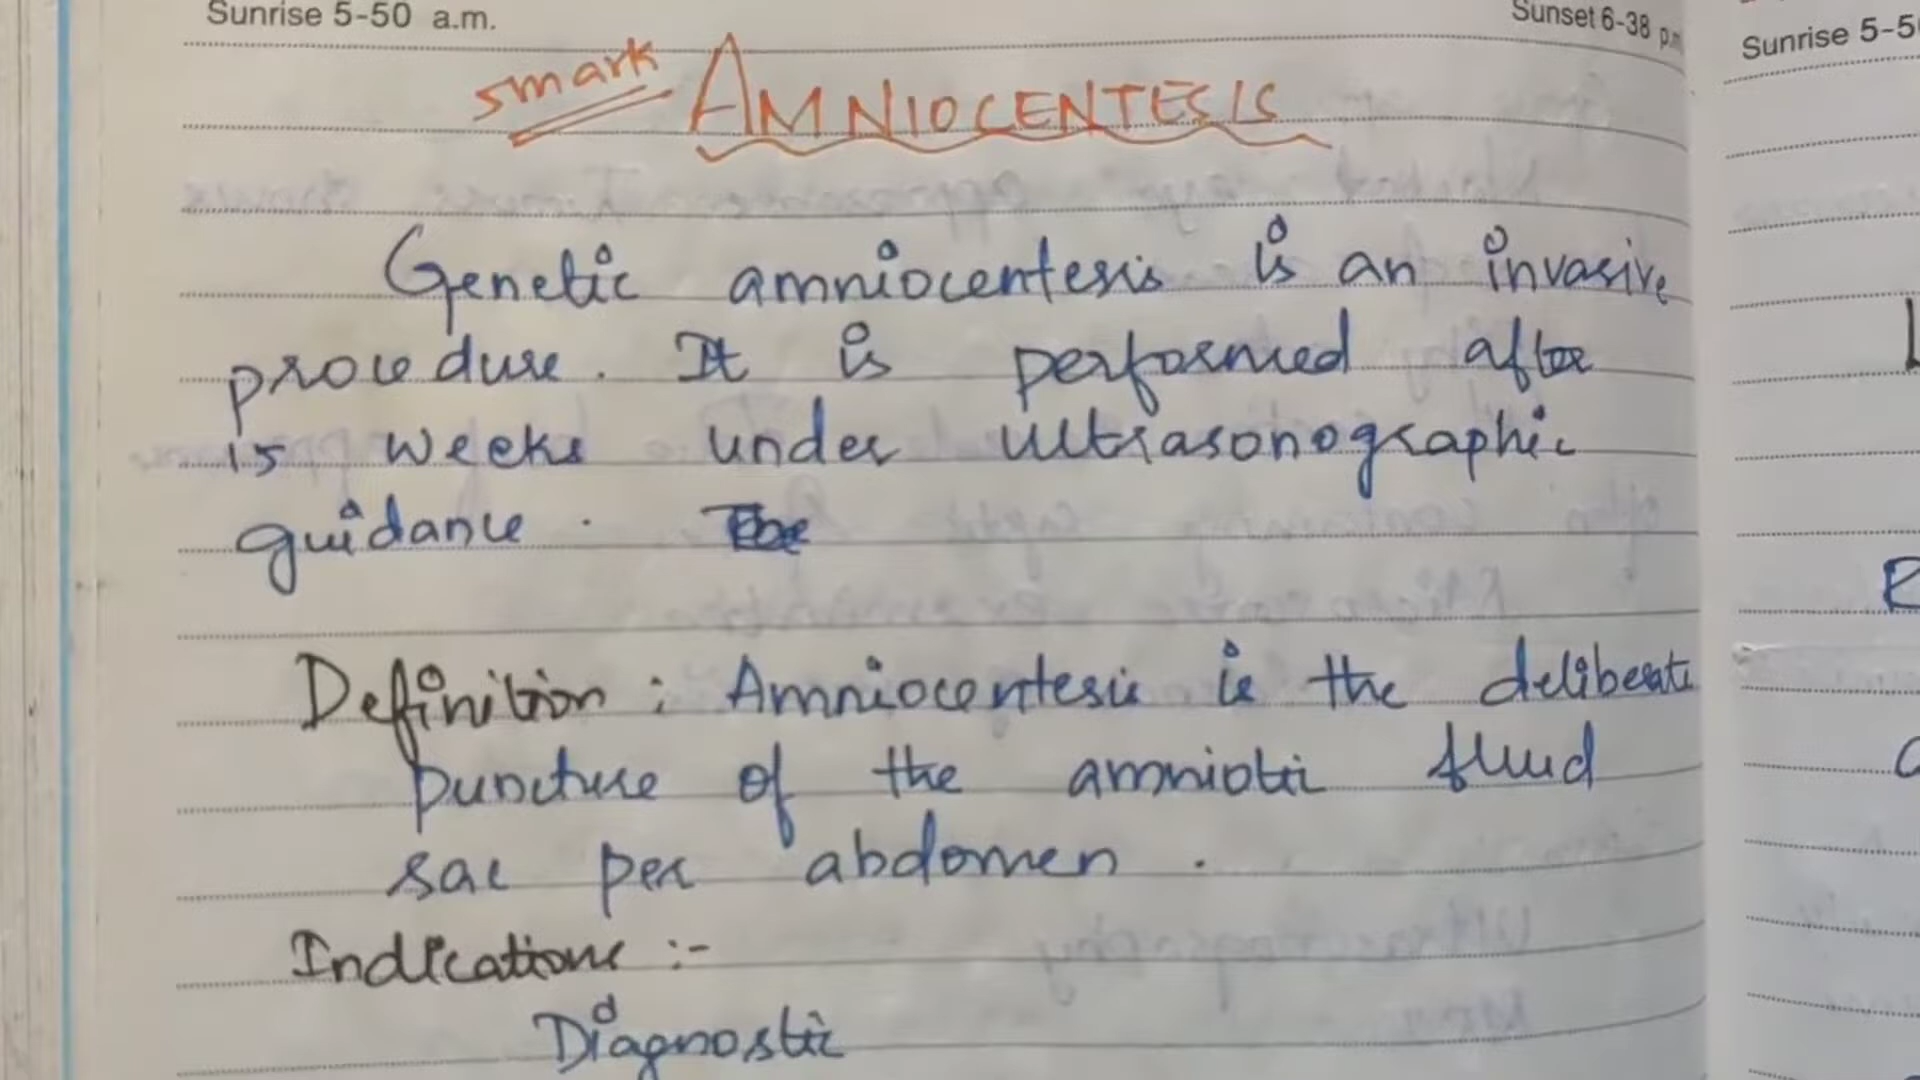 Sunrise 5-50 a.m.
Sunset 6-38 p.m
Sunrise 5-5
5mark AMNIOCENTESIS
Genetic amniocentesis is an invasive
procedure. It is performed after
15 weeks under ultrasonographic
guidance. The
Definition : Amniocentesis is the deliberate
puncture of the amniotic fluid
sac per abdomen.
Indications :-
Diagnostic